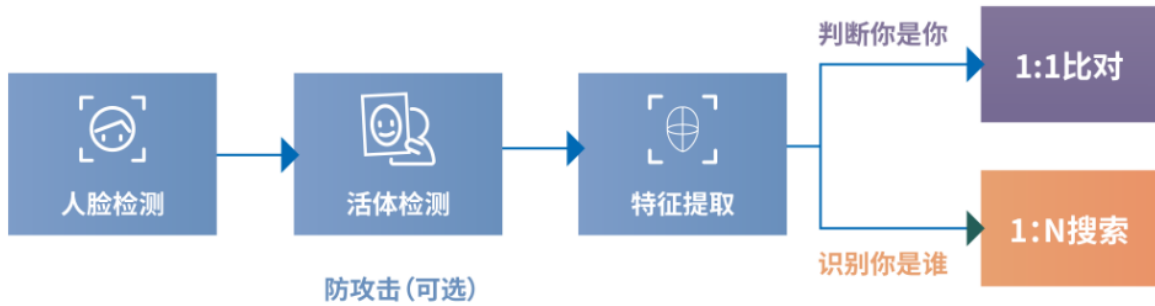 人脸检测
活体检测
防攻击(可选)
特征提取
判断你是你
1:1比对
识别你是谁
1:N搜索